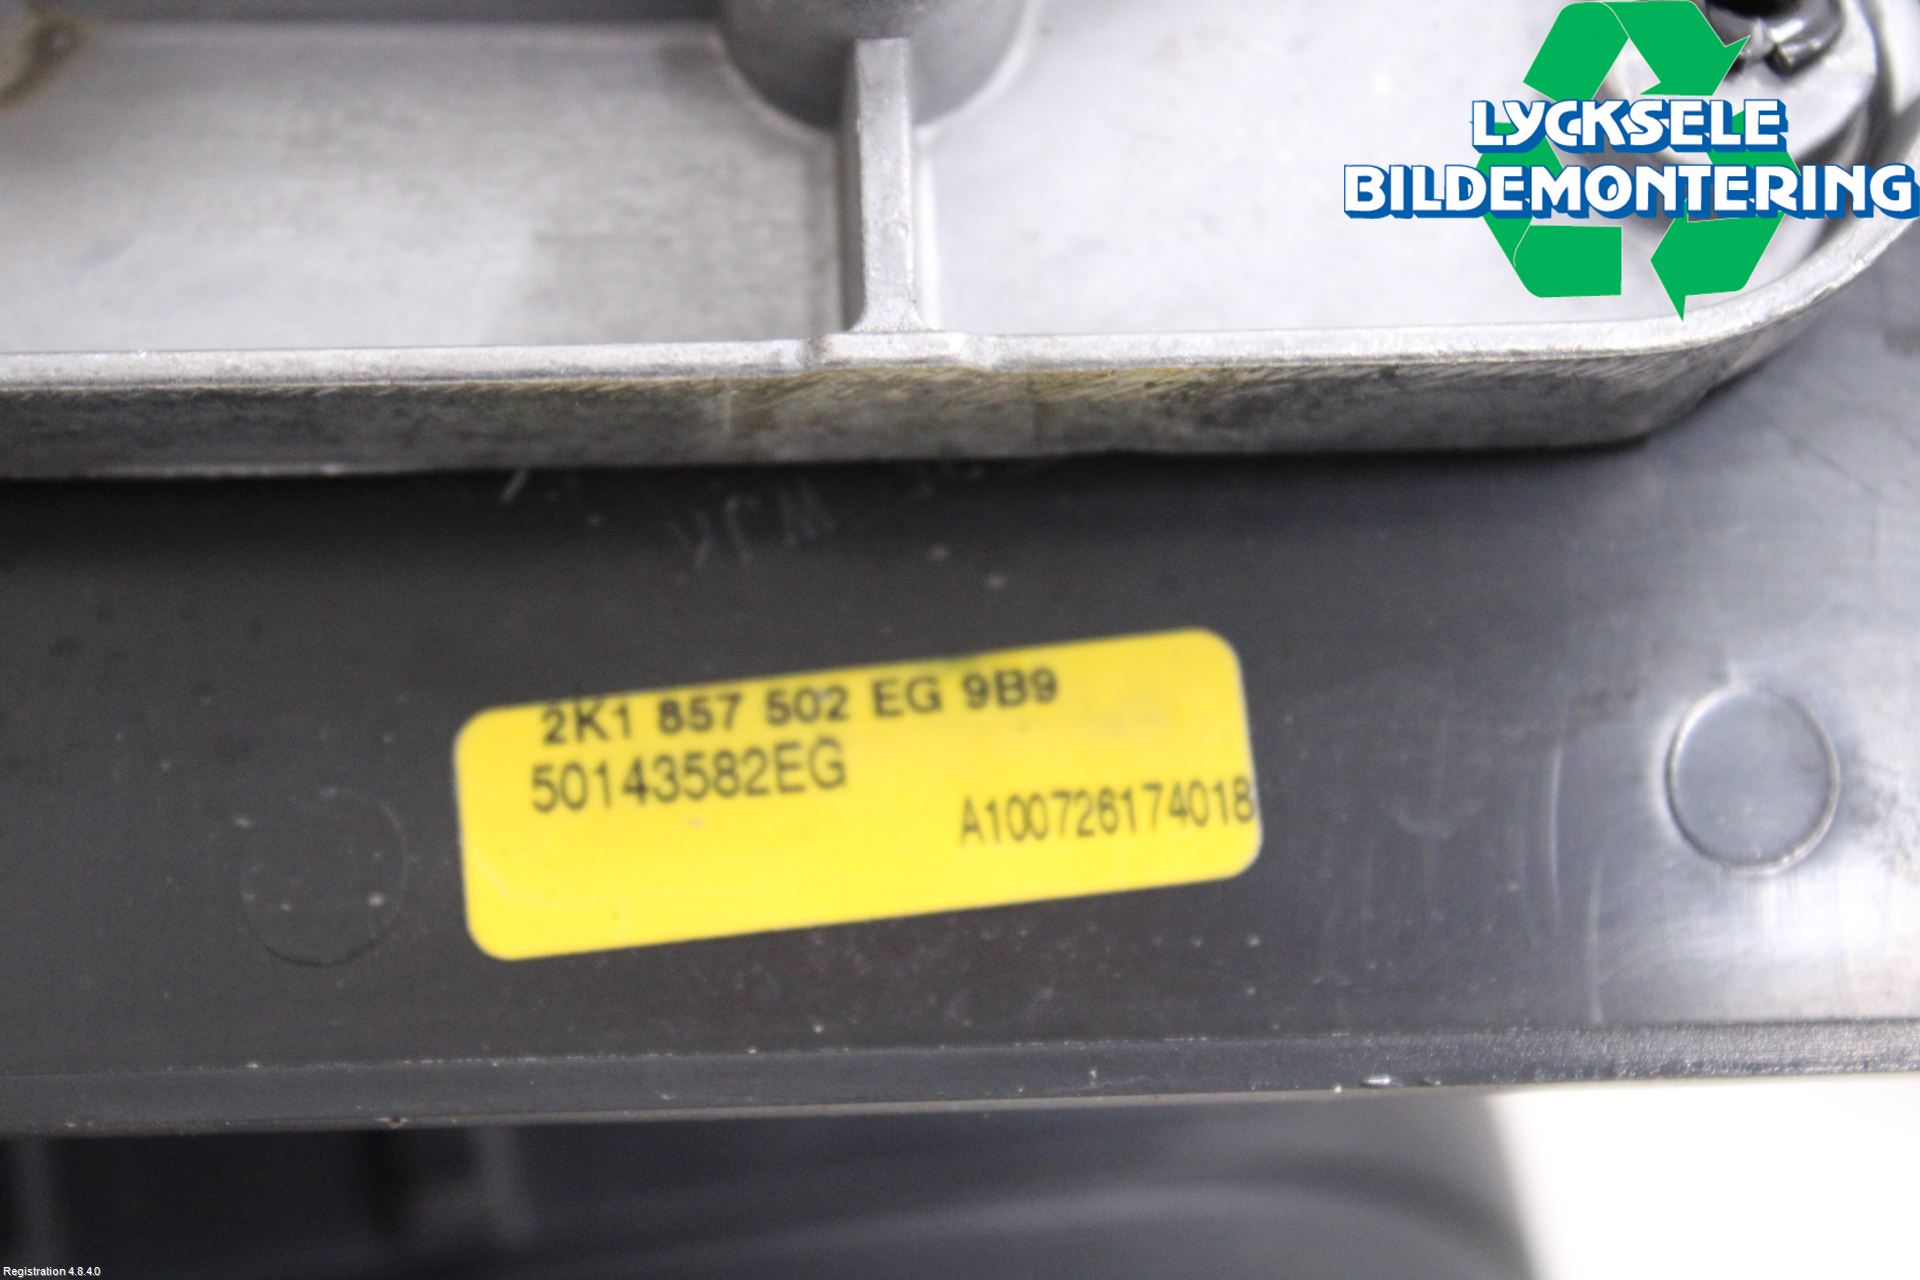 LYCKSELE
BILDEMONTERING
2K1 857 502 EG 9B9
50143582EG
A100726174018
Registration 4.8.4.0